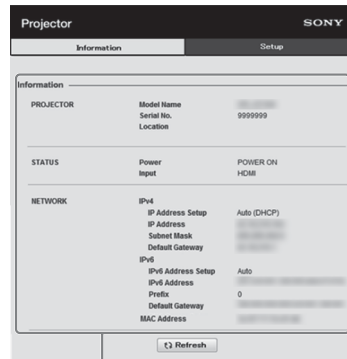 Projector SONY
Information Setup
Information
PROJECTOR Model Name
Serial No. 9999999
Location
STATUS Power POWER ON
Input HDMI
NETWORK IPv4
IP Address Setup Auto (DHCP)
IP Address
Subnet Mask
Default Gateway
IPv6
IPv6 Address Setup Auto
IPv6 Address
Prefix 0
Default Gateway
MAC Address
Refresh